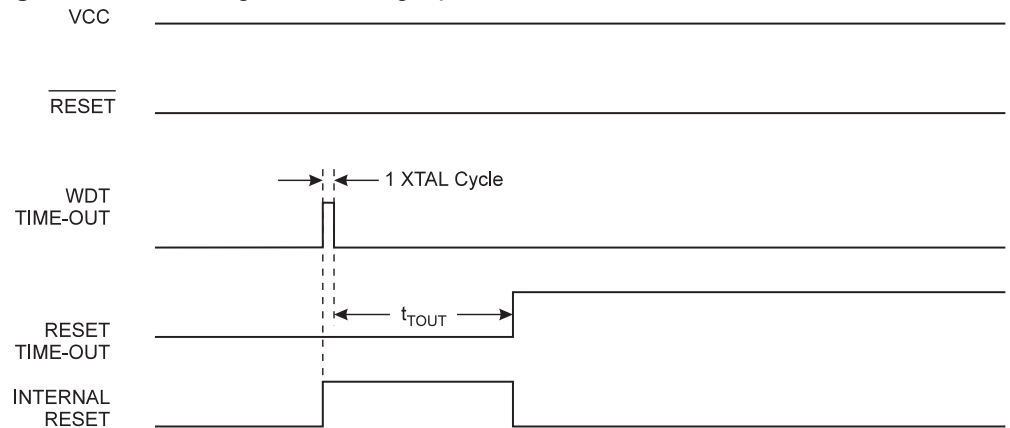 VCC
RESET
1 XTAL Cycle
WDT
TIME-OUT
tTOUT
RESET
TIME-OUT
INTERNAL
RESET